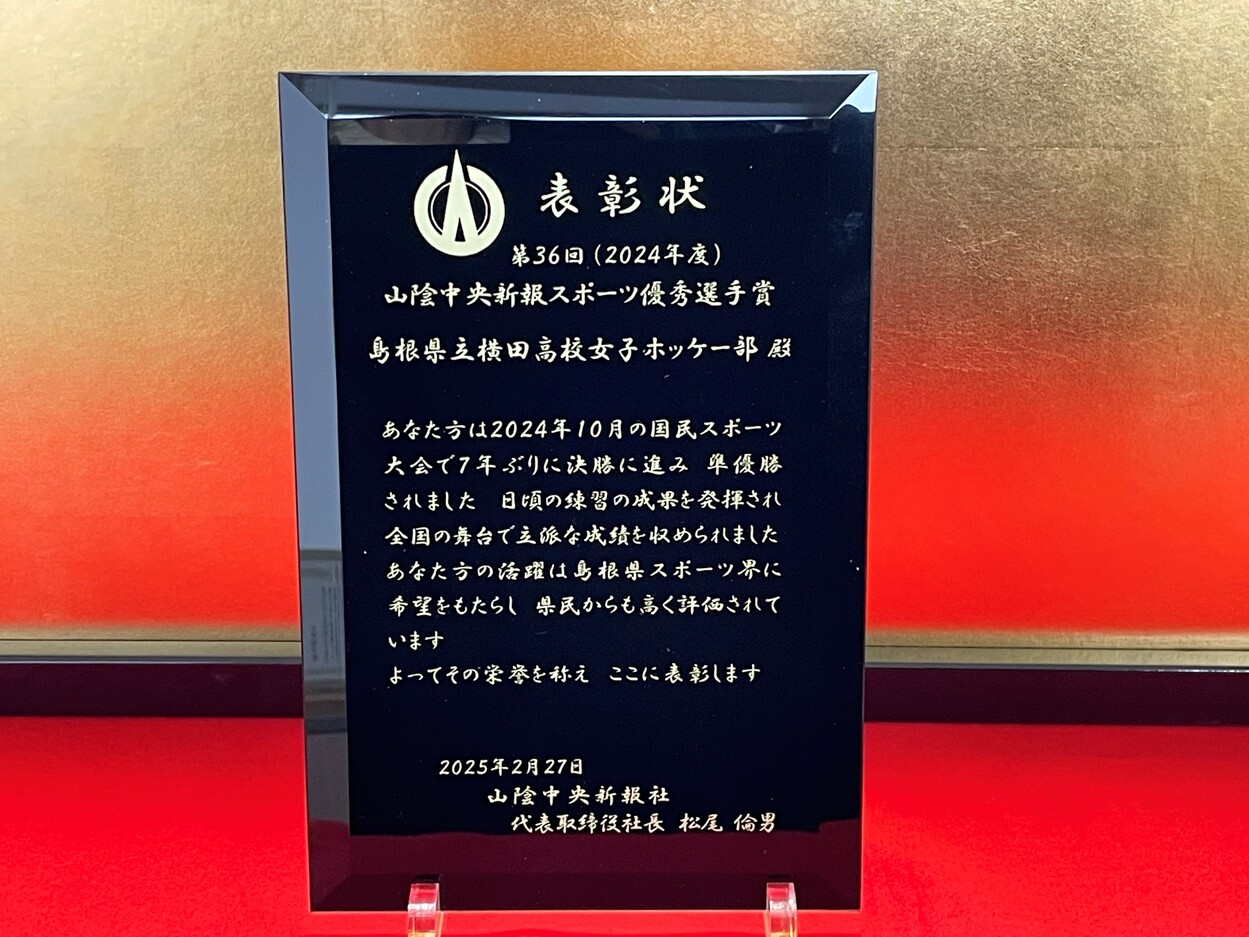 表彰状
第36回（2024年度）
山陰中央新報スポーツ優秀選手賞
島根県立横田高校女子ホッケー部 殿
あなた方は2024年10月の国民スポーツ
大会で7年ぶりに決勝に進み　準優勝
されました　日頃の練習の成果を発揮され
全国の舞台で立派な成績を収められました
あなた方の活躍は島根県スポーツ界に
希望をもたらし　県民からも高く評価されて
います
よってその栄誉を称え　ここに表彰します
2025年2月27日
山陰中央新報社
代表取締役社長　松尾 倫男